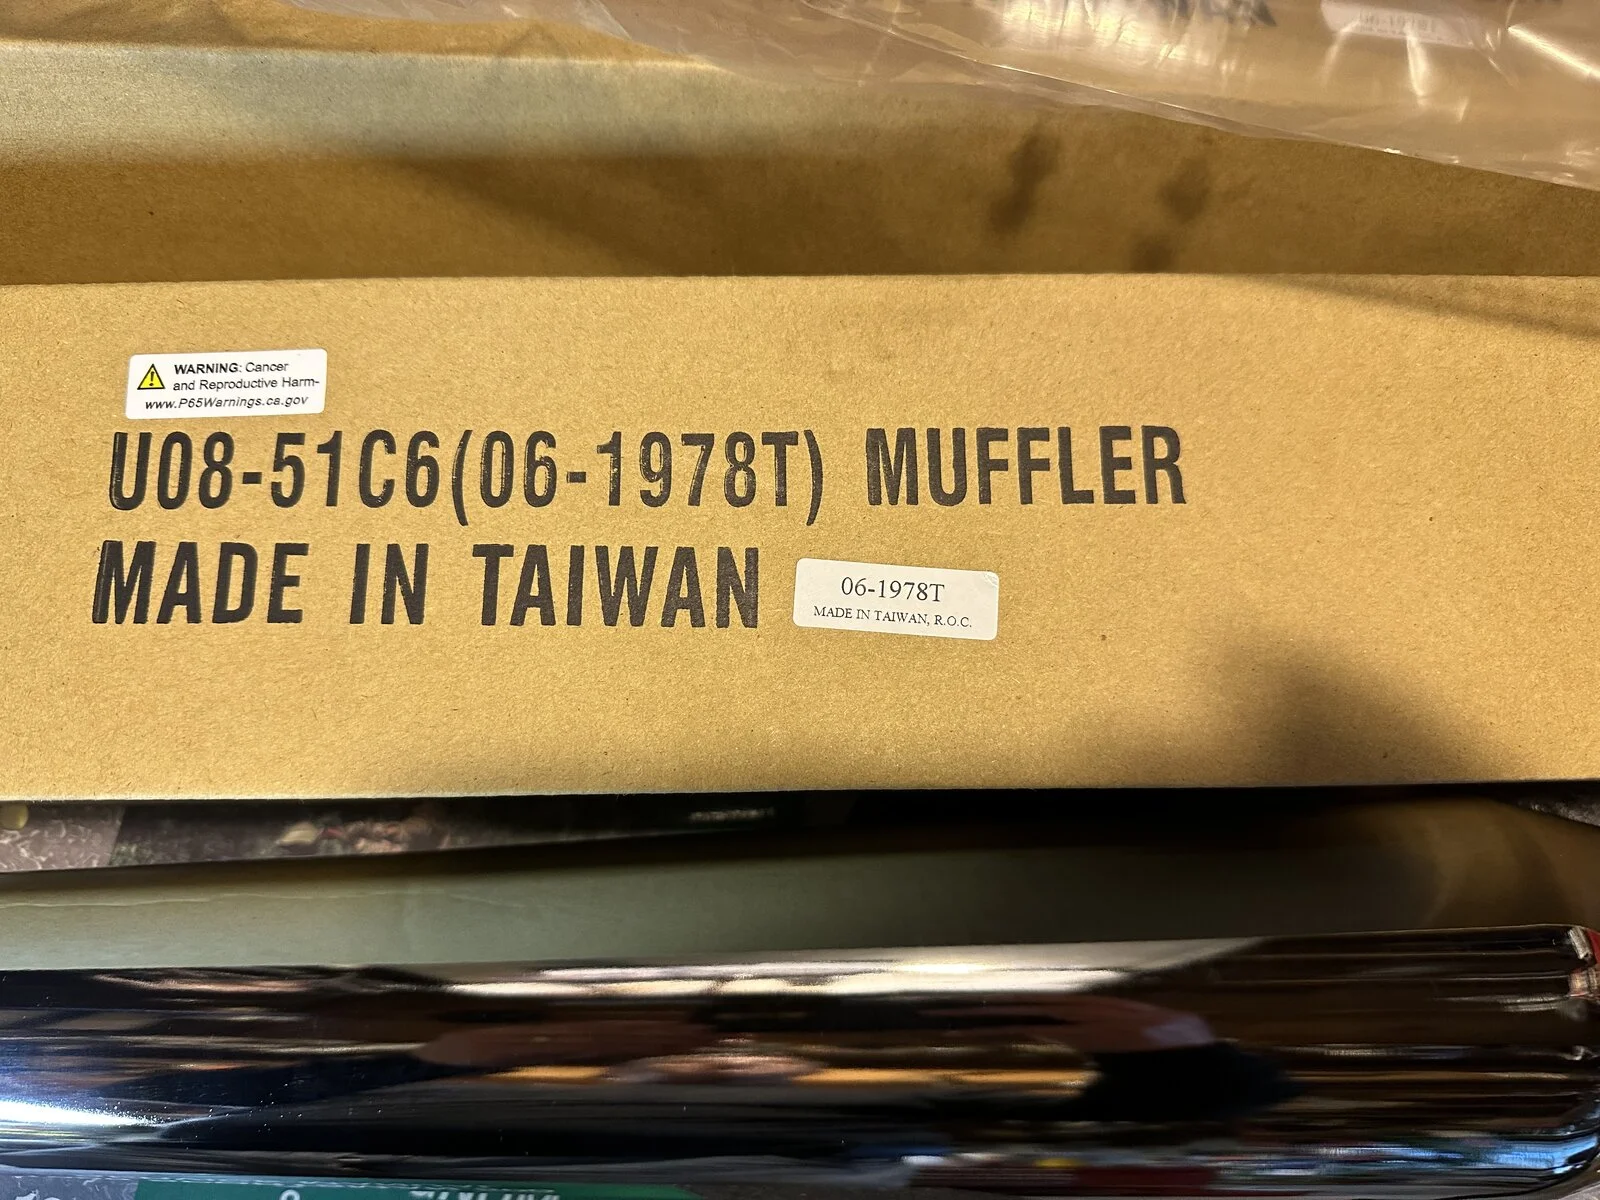 WARNING: Cancer
and Reproductive Harm-
www.P65Warnings.ca.gov
U08-51C6(06-1978T) MUFFLER
MADE IN TAIWAN
06-1978T
MADE IN TAIWAN, R.O.C.